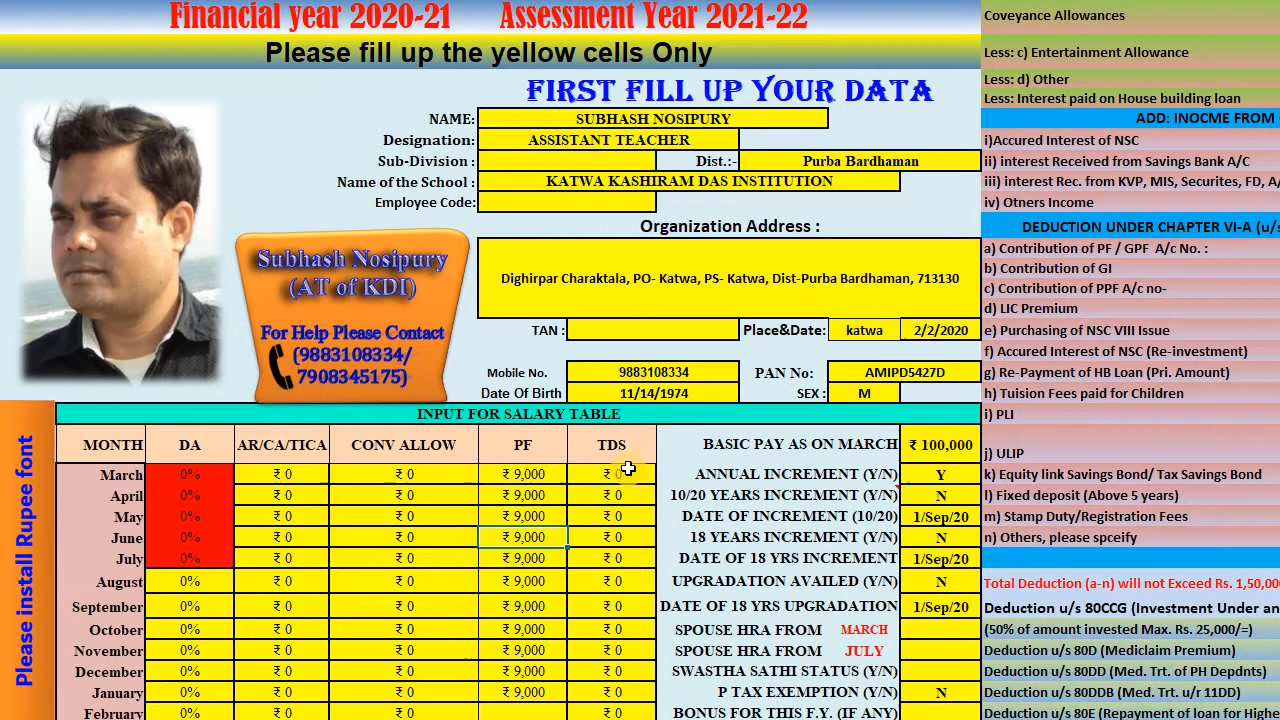 Financial year 2020-21 Assessment Year 2021-22
Please fill up the yellow cells Only
FIRST FILL UP YOUR DATA
NAME: SUBHASH NOSIPURY
Designation: ASSISTANT TEACHER
Sub-Division : Dist.:- Purba Bardhaman
Name of the School : KATWA KASHIRAM DAS INSTITUTION
Employee Code:
Organization Address :
Dighirpar Charaktala, PO- Katwa, PS- Katwa, Dist-Purba Bardhaman, 713130
Subhash Nosipury
(AT of KDI)
For Help Please Contact
(9883108334/
7908345175)
TAN : Place&Date: katwa 2/2/2020
Mobile No. 9883108334 PAN No: AMIPD5427D
Date Of Birth 11/14/1974 SEX : M
Please install Rupee font
INPUT FOR SALARY TABLE
MONTH DA AR/CA/TICA CONV ALLOW PF TDS BASIC PAY AS ON MARCH ₹ 100,000
March 0% ₹ 0 ₹ 0 ₹ 9,000 ₹ 0 ANNUAL INCREMENT (Y/N) Y
April 0% ₹ 0 ₹ 0 ₹ 9,000 ₹ 0 10/20 YEARS INCREMENT (Y/N) N
May 0% ₹ 0 ₹ 0 ₹ 9,000 ₹ 0 DATE OF INCREMENT (10/20) 1/Sep/20
June 0% ₹ 0 ₹ 0 ₹ 9,000 ₹ 0 18 YEARS INCREMENT (Y/N) N
July 0% ₹ 0 ₹ 0 ₹ 9,000 ₹ 0 DATE OF 18 YRS INCREMENT 1/Sep/20
August 0% ₹ 0 ₹ 0 ₹ 9,000 ₹ 0 UPGRADATION AVAILED (Y/N) N
September 0% ₹ 0 ₹ 0 ₹ 9,000 ₹ 0 DATE OF 18 YRS UPGRADATION 1/Sep/20
October 0% ₹ 0 ₹ 0 ₹ 9,000 ₹ 0 SPOUSE HRA FROM MARCH
November 0% ₹ 0 ₹ 0 ₹ 9,000 ₹ 0 SPOUSE HRA FROM JULY
December 0% ₹ 0 ₹ 0 ₹ 9,000 ₹ 0 SWASTHA SATHI STATUS (Y/N)
January 0% ₹ 0 ₹ 0 ₹ 9,000 ₹ 0 P TAX EXEMPTION (Y/N) N
February 0% ₹ 0 ₹ 0 ₹ 0 BONUS FOR THIS F.Y. (IF ANY)
Coveyance Allowances
Less: c) Entertainment Allowance
Less: d) Other
Less: Interest paid on House building loan
ADD: INOCME FROM
i)Accured Interest of NSC
ii) interest Received from Savings Bank A/C
iii) interest Rec. from KVP, MIS, Securites, FD, A/
iv) Otners Income
DEDUCTION UNDER CHAPTER VI-A (u/s
a) Contribution of PF / GPF A/c No. :
b) Contribution of GI
c) Contribution of PPF A/c no-
d) LIC Premium
e) Purchasing of NSC VIII Issue
f) Accured Interest of NSC (Re-investment)
g) Re-Payment of HB Loan (Pri. Amount)
h) Tuision Fees paid for Children
i) PLI
j) ULIP
k) Equity link Savings Bond/ Tax Savings Bond
l) Fixed deposit (Above 5 years)
m) Stamp Duty/Registration Fees
n) Others, please spceify
Total Deduction (a-n) will not Exceed Rs. 1,50,00
Deduction u/s 80CCG (Investment Under an
(50% of amount invested Max. Rs. 25,000/=)
Deduction u/s 80D (Mediclaim Premium)
Deduction u/s 80DD (Med. Trt. of PH Depdnts)
Deduction u/s 80DDB (Med. Trt. u/r 11DD)
Deduction u/s 80E (Repayment of loan for Highe